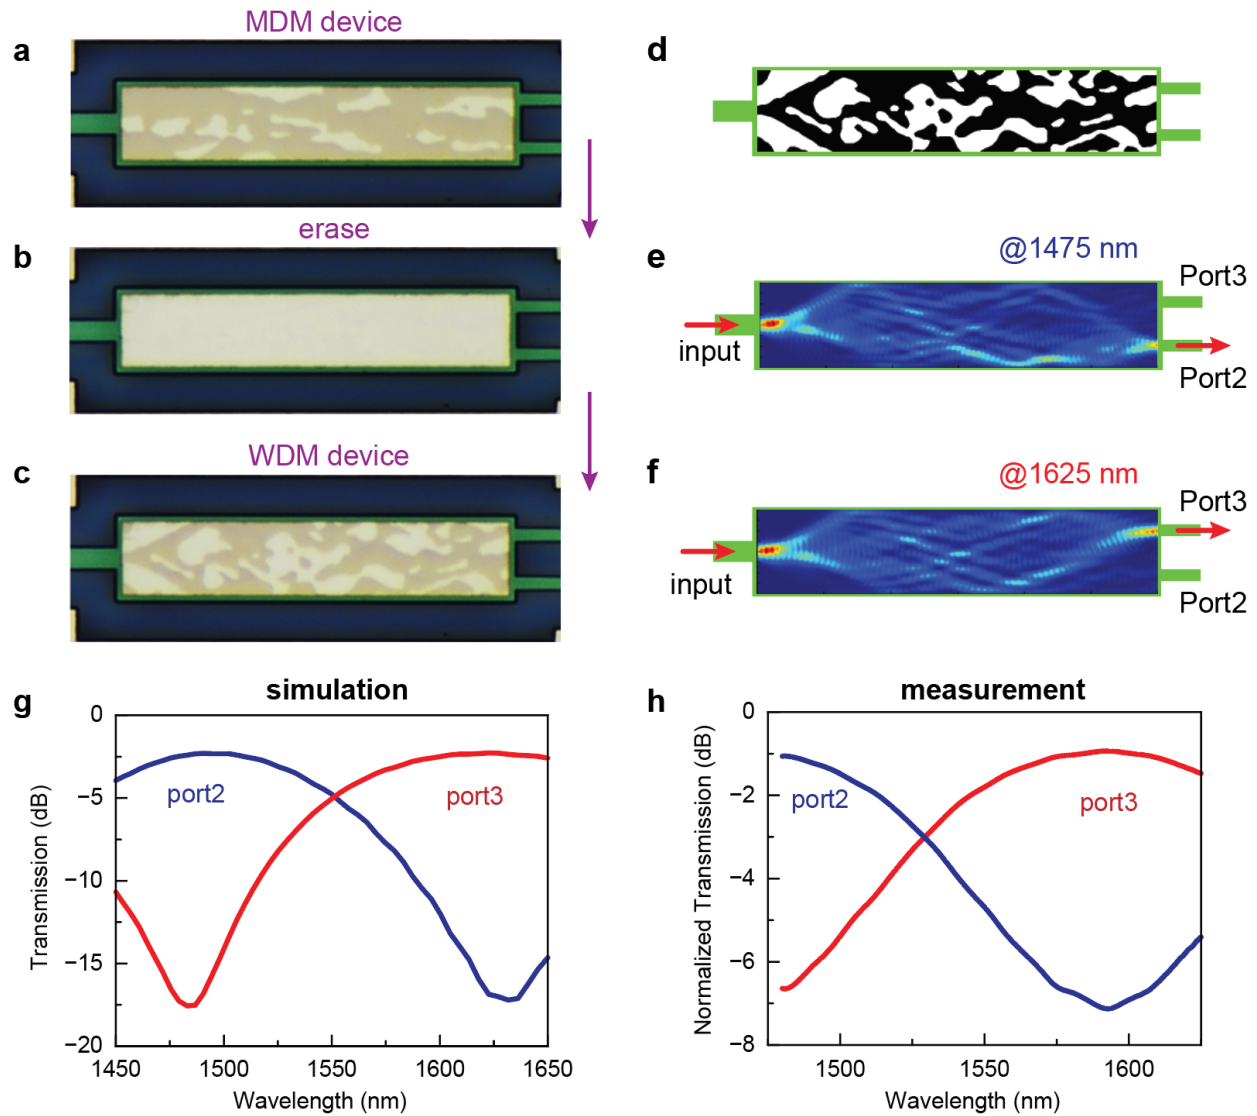 MDM device
a
d
erase
b
@1475 nm
e
Port3
input
Port2
WDM device
c
@1625 nm
f
Port3
input
Port2
g
simulation
0
−5
−10
−15
−20
Transmission (dB)
port2
port3
1450
1500
1550
1600
1650
Wavelength (nm)
h
measurement
0
−2
−4
−6
−8
Normalized Transmission (dB)
port2
port3
1500
1550
1600
Wavelength (nm)